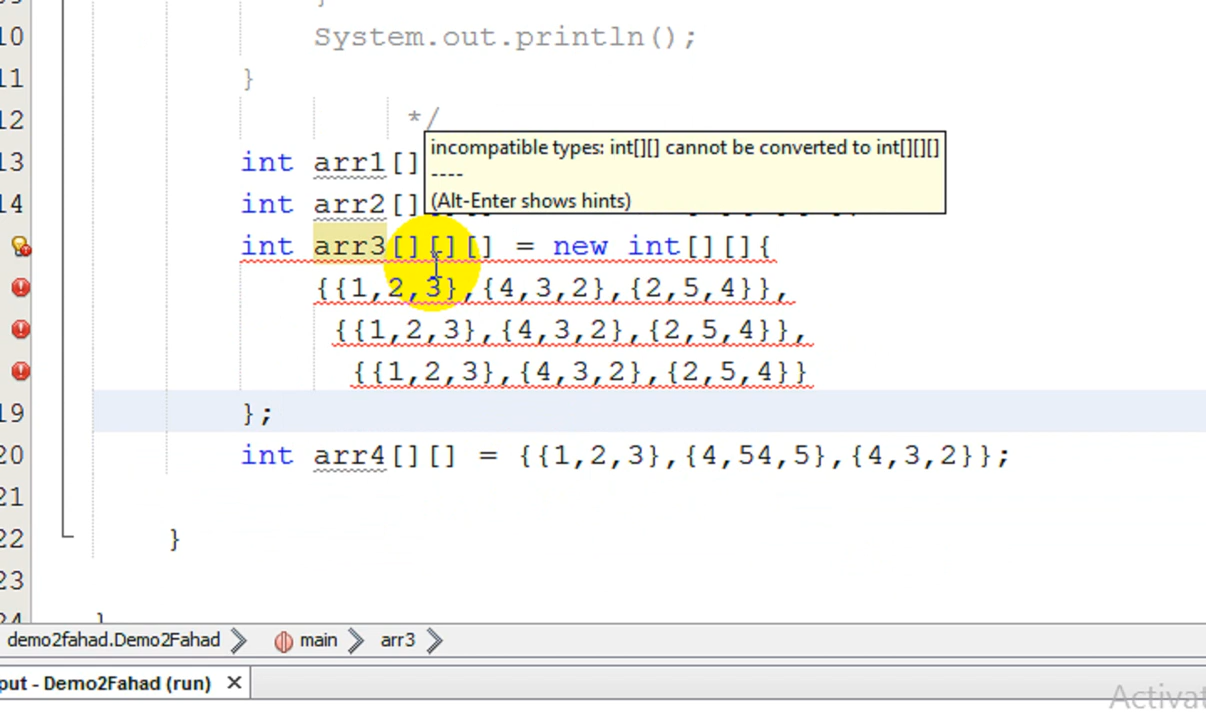 10 System.out.println();
11 }
12 */
incompatible types: int[][] cannot be converted to int[][][]
----
(Alt-Enter shows hints)
13 int arr1[]
14 int arr2[]
int arr3[][][] = new int[][]{
{{1,2,3},{4,3,2},{2,5,4}},
{{1,2,3},{4,3,2},{2,5,4}},
{{1,2,3},{4,3,2},{2,5,4}}
19 };
20 int arr4[][] = {{1,2,3},{4,54,5},{4,3,2}};
21
22 }
23
24
demo2fahad.Demo2Fahad main arr3
put - Demo2Fahad (run)
Activat